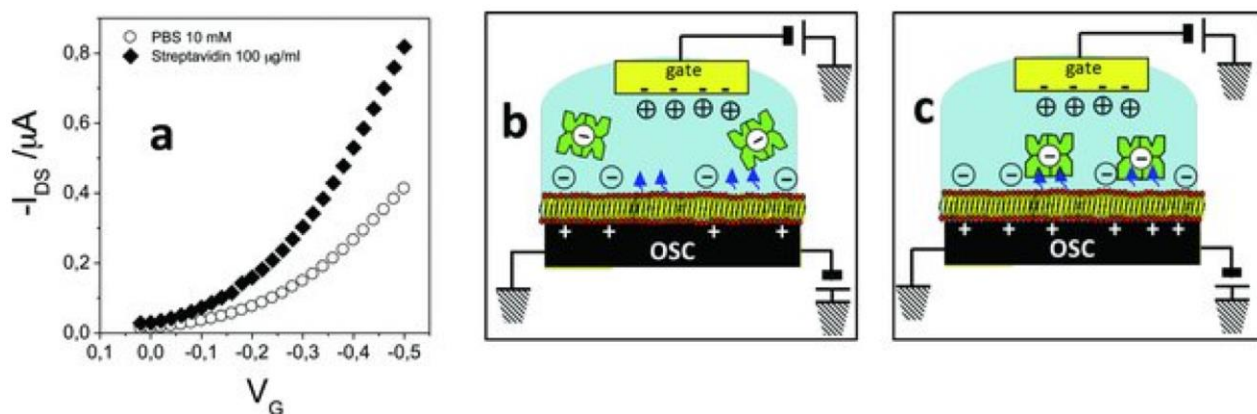 PBS 10 mM
Streptavidin 100 µg/ml
a
-I_DS /µA
0,8
0,6
0,4
0,2
0,0
0,1 0,0 -0,1 -0,2 -0,3 -0,4 -0,5
V_G
b
gate
- - - -
+ + + +
- -
- - - -
+ + + +
OSC
c
gate
- - - -
+ + + +
- -
- - - -
+ + + + + +
OSC